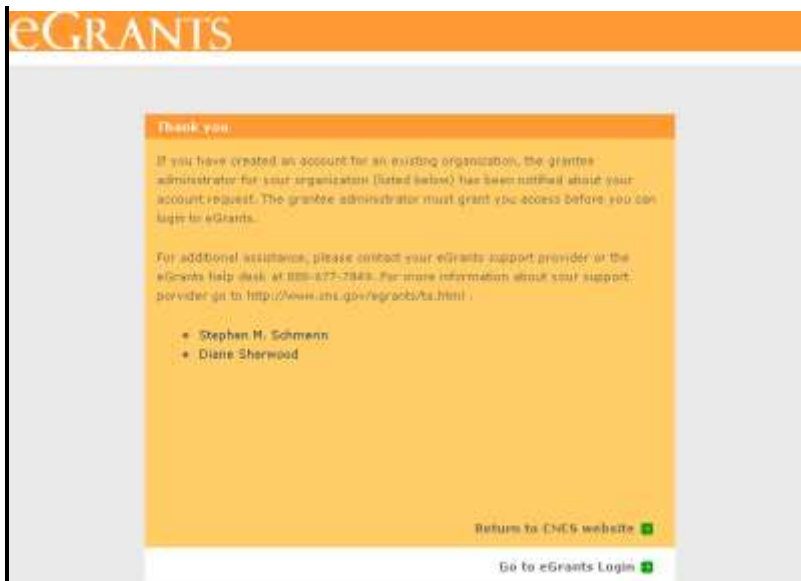 eGRANTS
Thank you
If you have created an account for an existing organization, the grantee
administrator for your organization (listed below) has been notified about your
account request. The grantee administrator must grant you access before you can
login to eGrants.
For additional assistance, please contact your eGrants support provider or the
eGrants help desk at 888-677-7849. For more information about your support
porvider go to http://www.cns.gov/egrants/ta.html .
Stephen M. Schmenn
Diane Sherwood
Return to CNCS website
Go to eGrants Login